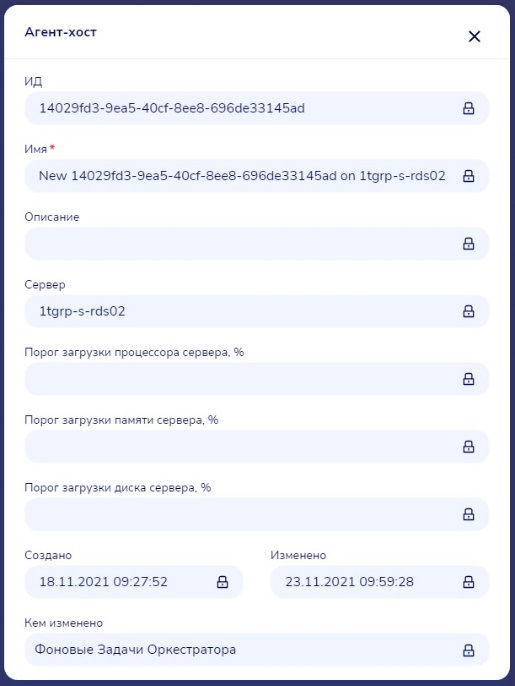 Агент-хост
ИД
14029fd3-9ea5-40cf-8ee8-696de33145ad
Имя *
New 14029fd3-9ea5-40cf-8ee8-696de33145ad on 1tgrp-s-rds02
Описание
Сервер
1tgrp-s-rds02
Порог загрузки процессора сервера, %
Порог загрузки памяти сервера, %
Порог загрузки диска сервера, %
Создано Изменено
18.11.2021 09:27:52 23.11.2021 09:59:28
Кем изменено
Фоновые Задачи Оркестратора